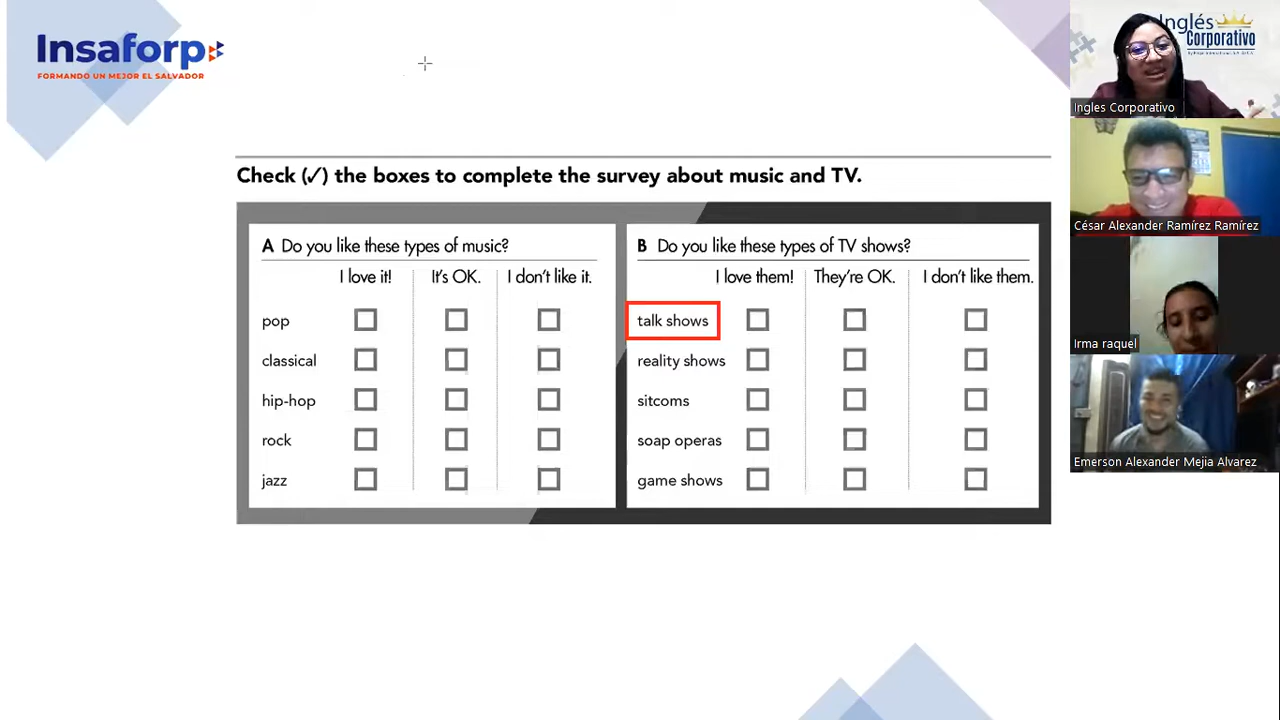 Insaforp
FORMANDO UN MEJOR EL SALVADOR
Check (✓) the boxes to complete the survey about music and TV.
A Do you like these types of music?
I love it! It's OK. I don't like it.
pop
classical
hip-hop
rock
jazz
B Do you like these types of TV shows?
I love them! They're OK. I don't like them.
talk shows
reality shows
sitcoms
soap operas
game shows
Inglés
Corporativo
Ingles Corporativo
César Alexander Ramírez Ramírez
Irma raquel
Emerson Alexander Mejia Alvarez